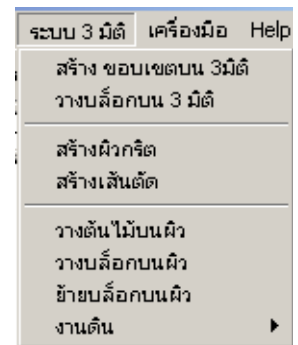 ระบบ 3 มิติ เครื่องมือ Help
สร้าง ขอบเขตบน 3มิติ
วางบล็อกบน 3 มิติ
สร้างผิวกริต
สร้างเส้นตัด
วางต้นไม้บนผิว
วางบล็อกบนผิว
ย้ายบล็อกบนผิว
งานดิน